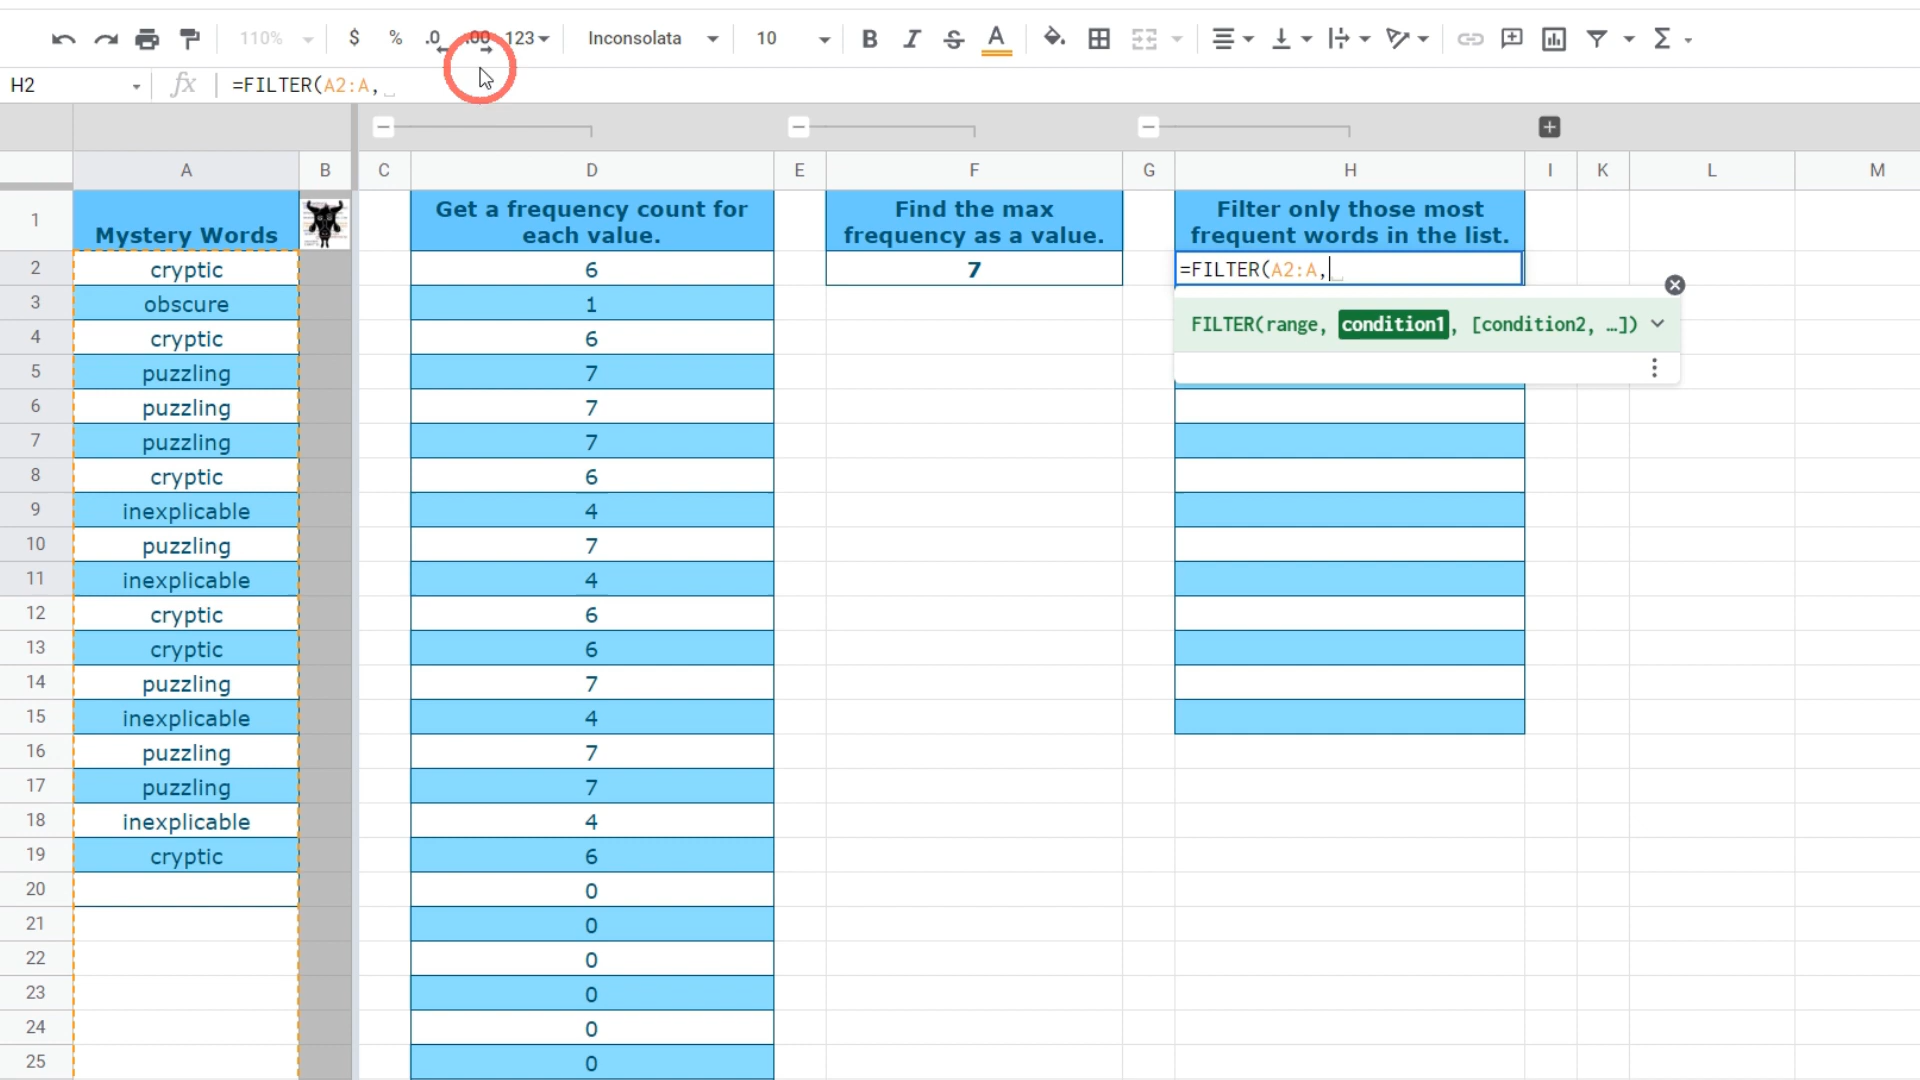 110% $ % .0 .00 123 Inconsolata 10 B I S A Σ
H2 fx =FILTER(A2:A,
A B C D E F G H I K L M
1 Mystery Words Get a frequency count for each value. Find the max frequency as a value. Filter only those most frequent words in the list.
2 cryptic 6 7 =FILTER(A2:A,
3 obscure 1 FILTER(range, condition1, [condition2, …])
4 cryptic 6
5 puzzling 7
6 puzzling 7
7 puzzling 7
8 cryptic 6
9 inexplicable 4
10 puzzling 7
11 inexplicable 4
12 cryptic 6
13 cryptic 6
14 puzzling 7
15 inexplicable 4
16 puzzling 7
17 puzzling 7
18 inexplicable 4
19 cryptic 6
20 0
21 0
22 0
23 0
24 0
25 0